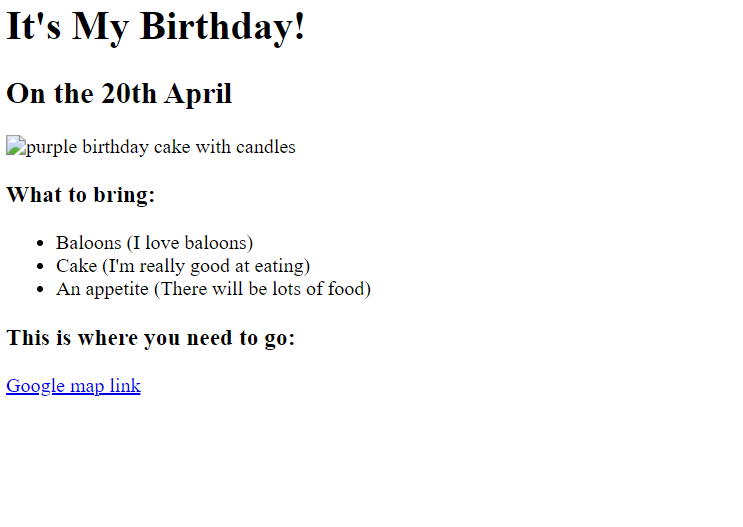 It's My Birthday!
On the 20th April
purple birthday cake with candles
What to bring:
Baloons (I love baloons)
Cake (I'm really good at eating)
An appetite (There will be lots of food)
This is where you need to go:
Google map link